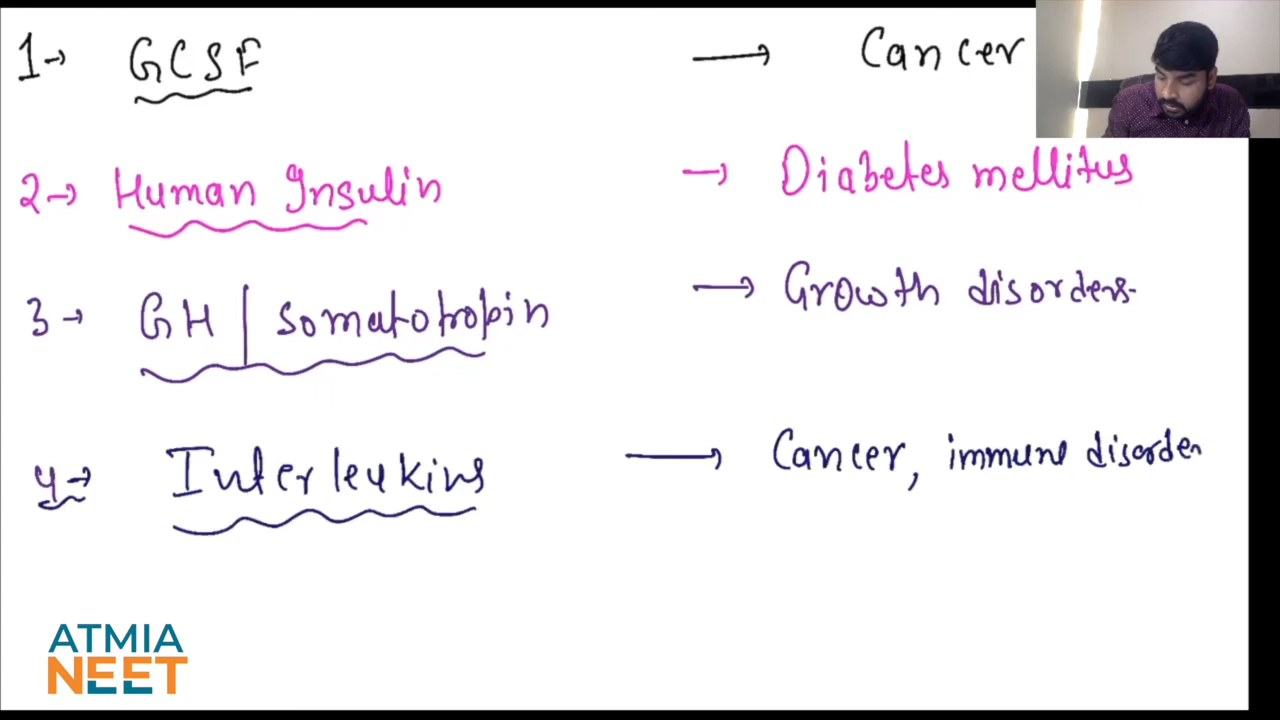 1→ GCSF → Cancer
2→ Human Insulin → Diabetes mellitus
3→ GH | Somatotropin → Growth disorders
4→ Interleukins → Cancer, immune disorder
ATMIA
NEET